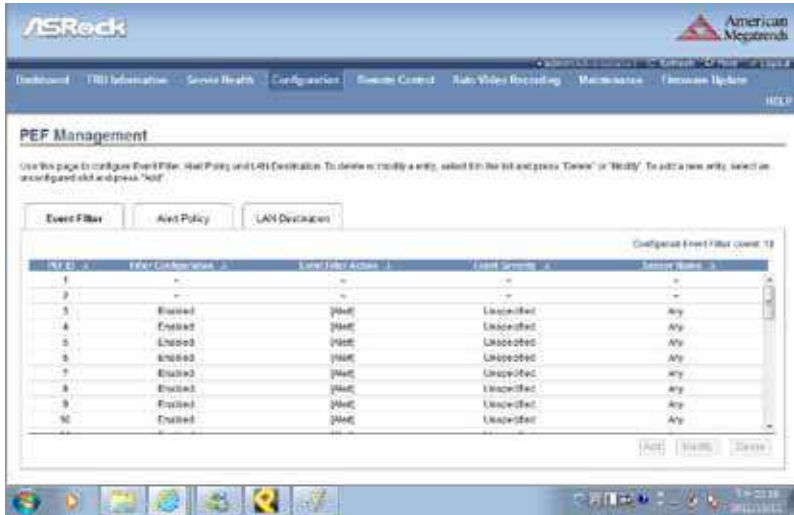 ASRock
American
Megatrends
Dashboard FRU Information Server Health Configuration Remote Control Auto Video Recording Maintenance Firmware Update
HELP
PEF Management
Use this page to configure Event Filter, Alert Policy and LAN Destination. To delete or modify a entry, select it in the list and press "Delete" or "Modify". To add a new entry, select an
unconfigured slot and press "Add".
Event Filter Alert Policy LAN Destination
Configured Event Filter count:
PEF ID Filter Configuration Event Filter Action Event Severity Sensor Name
1 ~ ~ ~ ~
2 ~ ~ ~ ~
3 Enabled [Alert] Unspecified Any
4 Enabled [Alert] Unspecified Any
5 Enabled [Alert] Unspecified Any
6 Enabled [Alert] Unspecified Any
7 Enabled [Alert] Unspecified Any
8 Enabled [Alert] Unspecified Any
9 Enabled [Alert] Unspecified Any
10 Enabled [Alert] Unspecified Any
Add Modify Delete